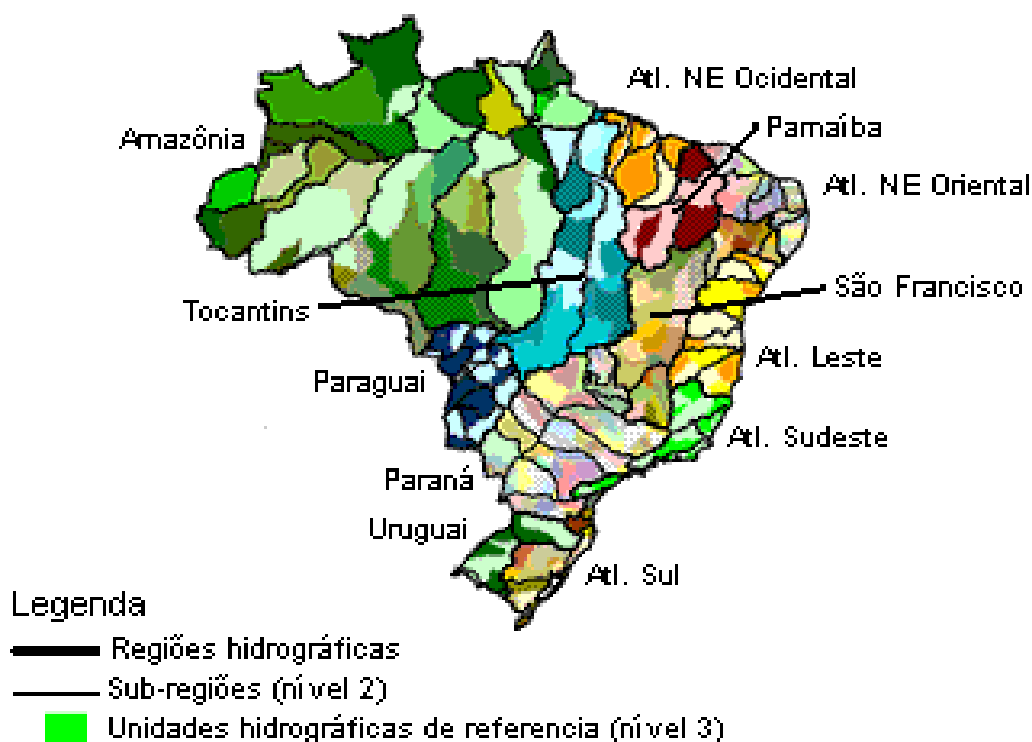 Atl. NE Ocidental
Parnaíba
Amazônia
Atl. NE Oriental
São Francisco
Tocantins
Atl. Leste
Paraguai
Atl. Sudeste
Paraná
Uruguai
Atl. Sul
Legenda
Regiões hidrográficas
Sub-regiões (nível 2)
Unidades hidrográficas de referencia (nível 3)